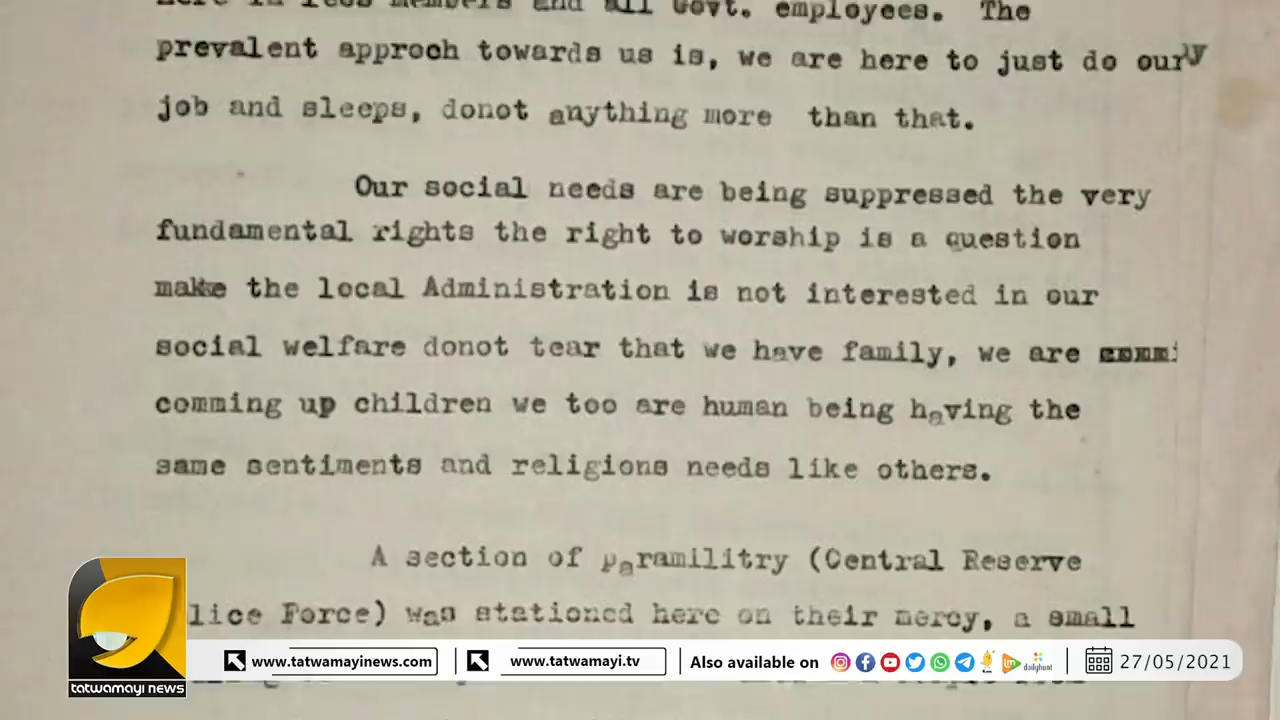 employees. The
prevalent approch towards us is, we are here to just do our
job and sleeps, donot anything more than that.
Our social needs are being suppressed the very
fundamental rights the right to worship is a question
make the local Administration is not interested in our
social welfare donot tear that we have family, we are
comming up children we too are human being having the
same sentiments and religions needs like others.
A section of paramilitry (Central Reserve
lice Force) was stationed here on their mercy, a small
tatwamayi news
www.tatwamayinews.com
www.tatwamayi.tv
Also available on
dailyhunt
27/05/2021